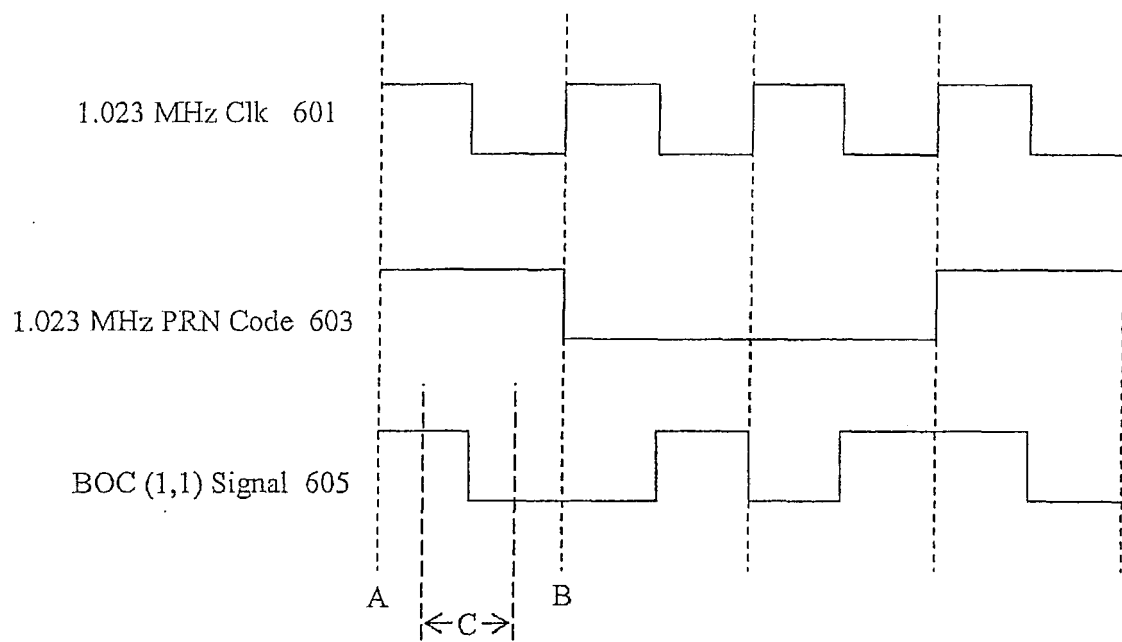 1.023 MHz Clk 601
1.023 MHz PRN Code 603
BOC (1,1) Signal 605
A B
C